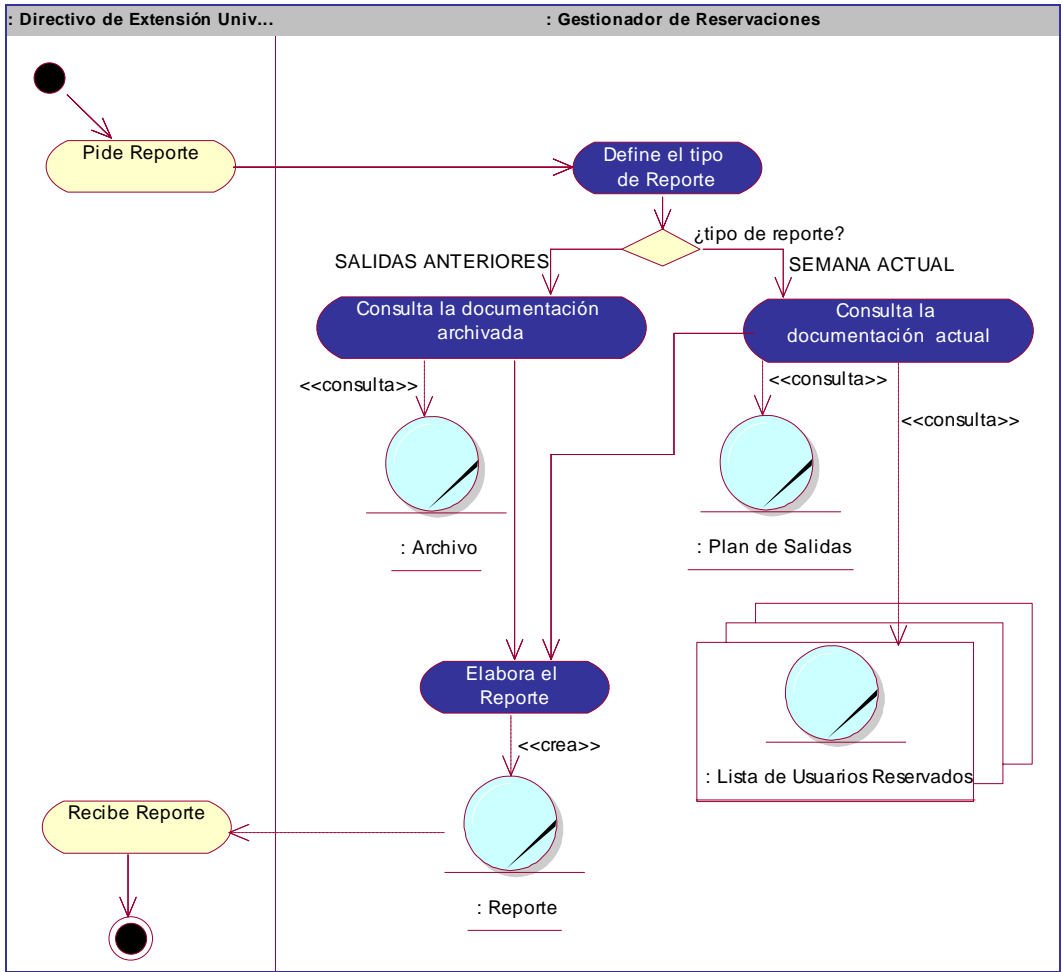 : Directivo de Extensión Univ...
: Gestionador de Reservaciones
Pide Reporte
Define el tipo
de Reporte
¿tipo de reporte?
SALIDAS ANTERIORES
SEMANA ACTUAL
Consulta la documentación
archivada
Consulta la
documentación actual
<<consulta>>
<<consulta>>
<<consulta>>
: Archivo
: Plan de Salidas
Elabora el
Reporte
<<crea>>
: Lista de Usuarios Reservados
Recibe Reporte
: Reporte